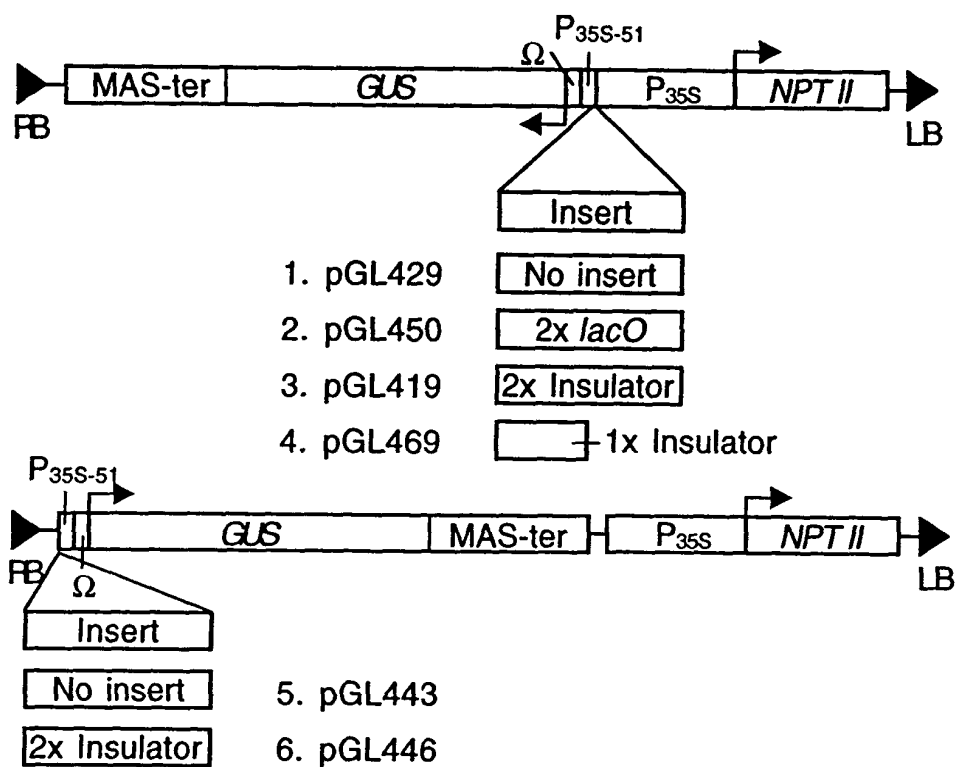 P35S-51
Ω
MAS-ter GUS P35S NPT II
RB LB
Insert
1. pGL429 No insert
2. pGL450 2x lacO
3. pGL419 2x Insulator
4. pGL469 1x Insulator
P35S-51
GUS MAS-ter P35S NPT II
RB Ω LB
Insert
No insert 5. pGL443
2x Insulator 6. pGL446